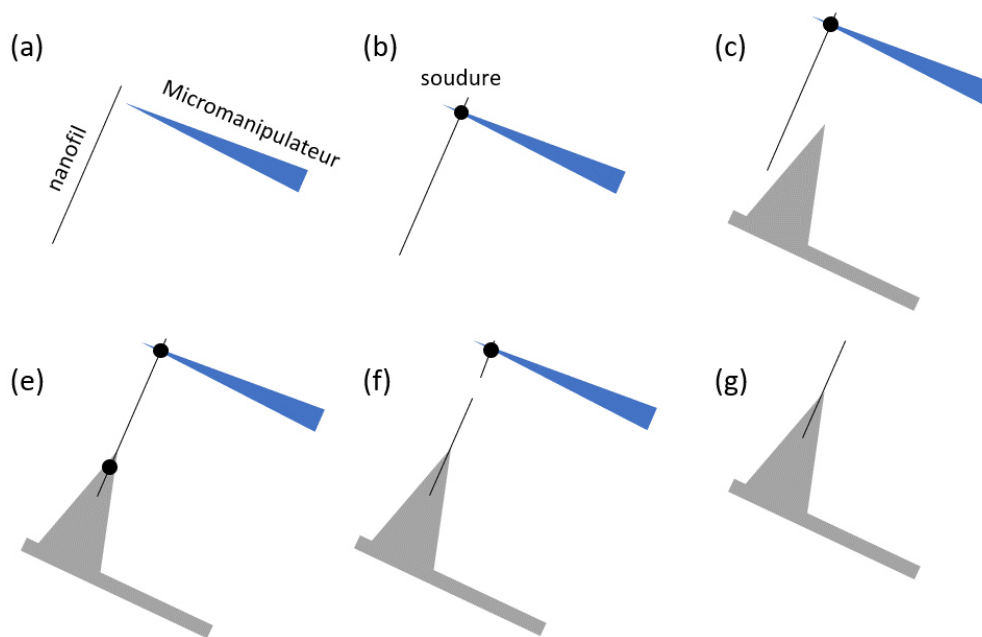 (a)
nanofil
Micromanipulateur
(b)
soudure
(c)
(e)
(f)
(g)